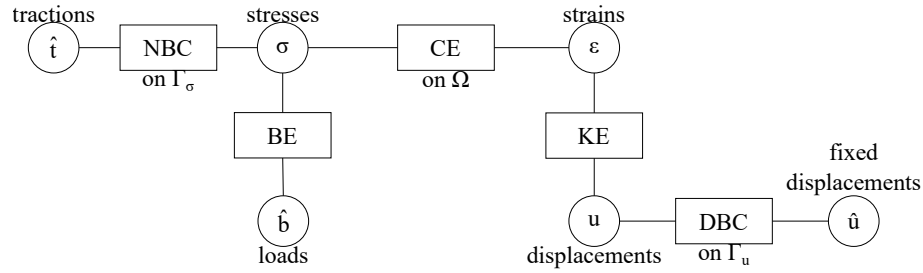 tractions
stresses
strains
t̂
NBC
σ
CE
ε
on Γσ
on Ω
BE
KE
fixed
displacements
b̂
u
DBC
û
loads
displacements
on Γu